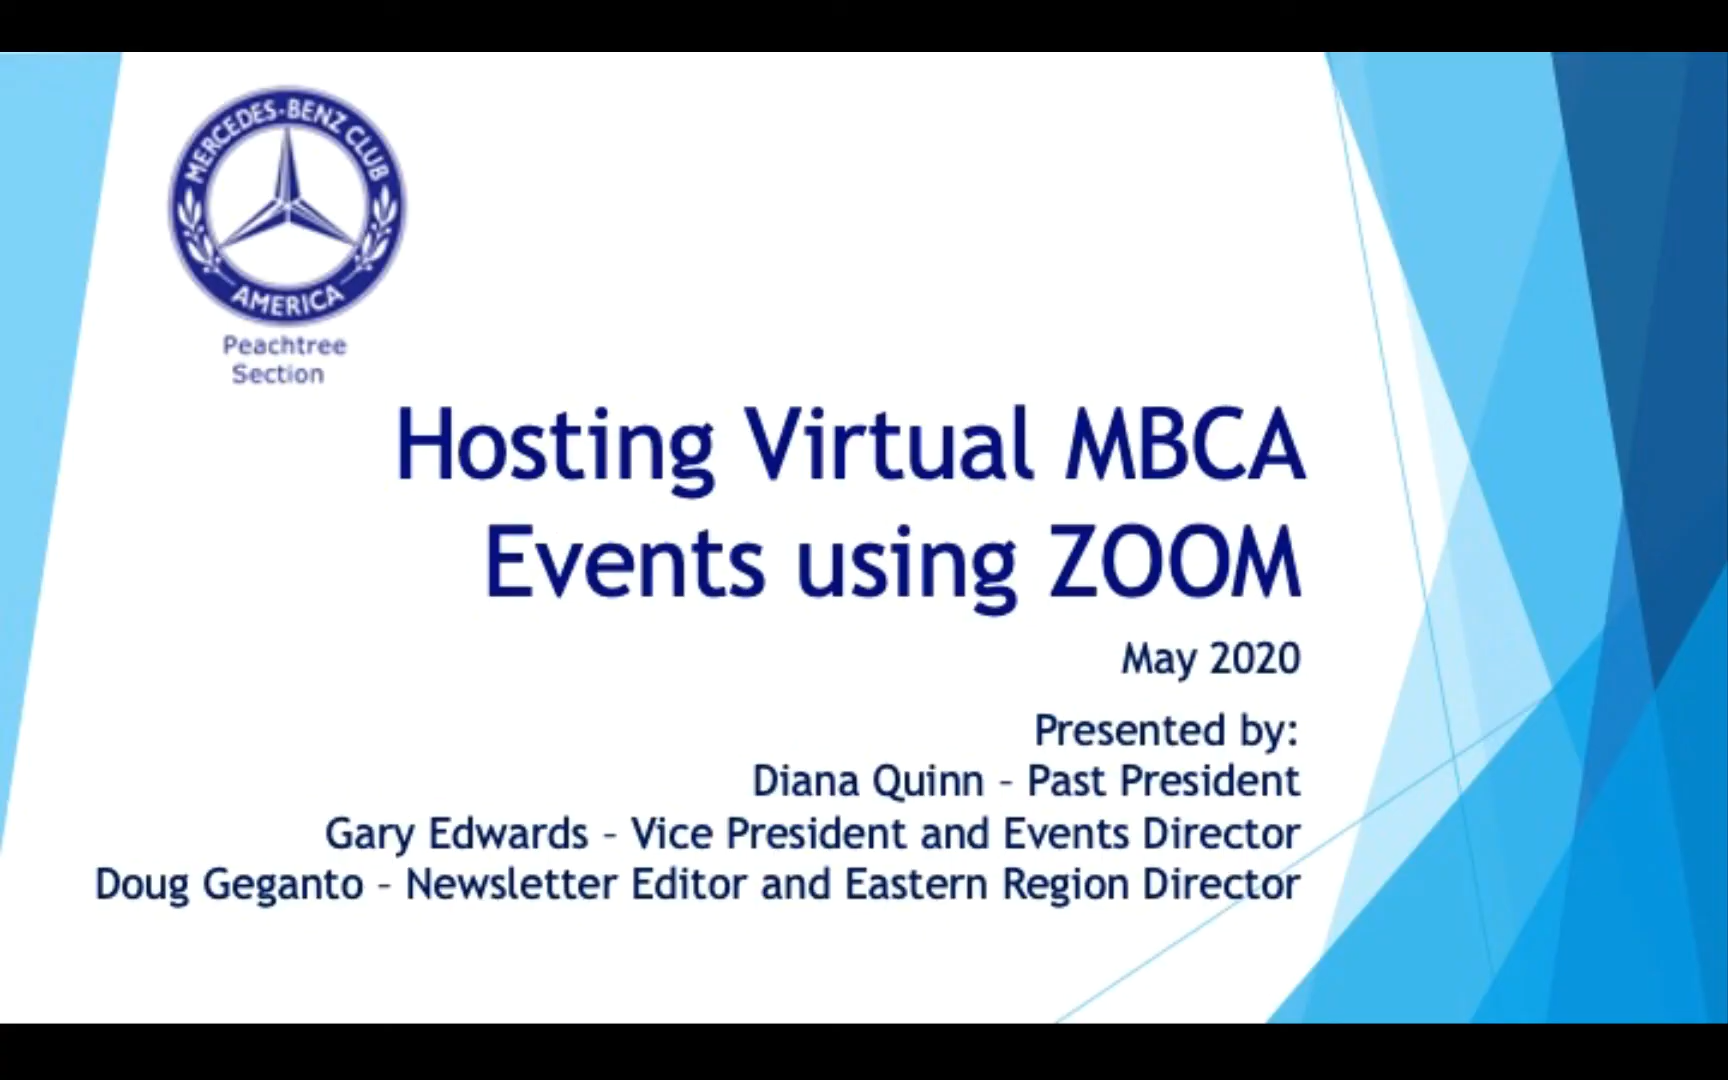 MERCEDES-BENZ CLUB
AMERICA
Peachtree
Section
Hosting Virtual MBCA
Events using ZOOM
May 2020
Presented by:
Diana Quinn – Past President
Gary Edwards – Vice President and Events Director
Doug Geganto – Newsletter Editor and Eastern Region Director